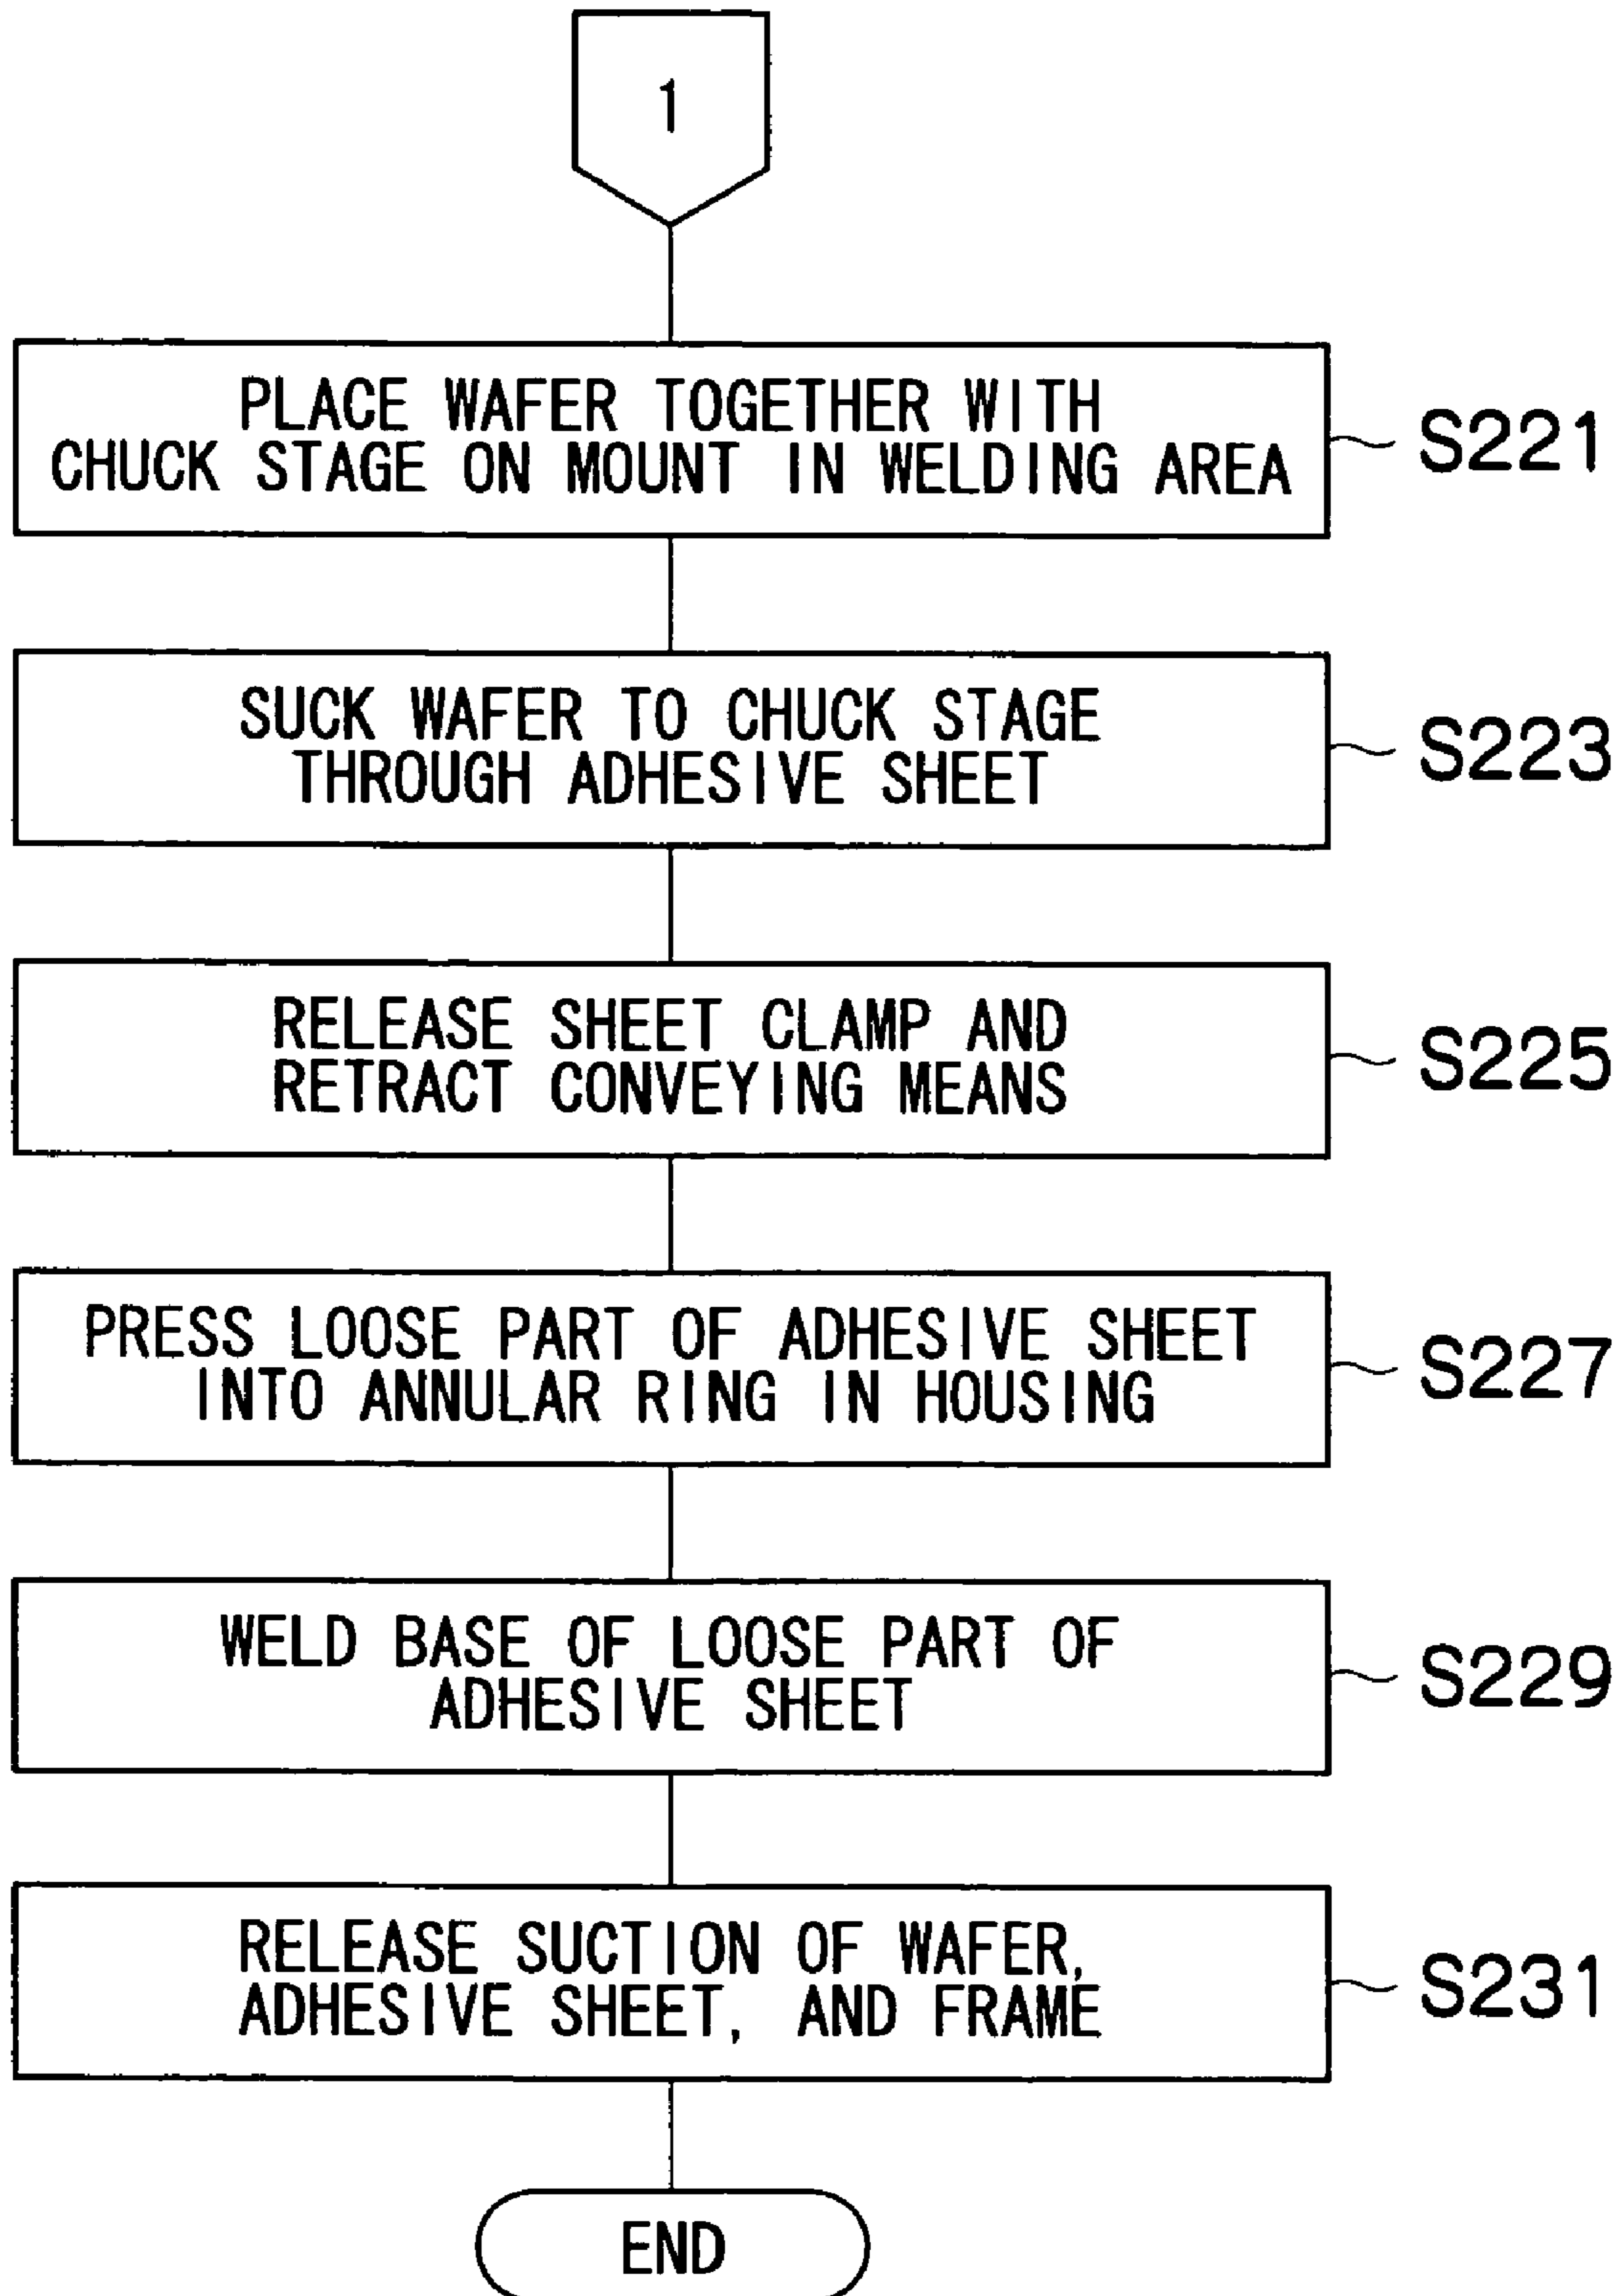 1
PLACE WAFER TOGETHER WITH
CHUCK STAGE ON MOUNT IN WELDING AREA
S221
SUCK WAFER TO CHUCK STAGE
THROUGH ADHESIVE SHEET
S223
RELEASE SHEET CLAMP AND
RETRACT CONVEYING MEANS
S225
PRESS LOOSE PART OF ADHESIVE SHEET
INTO ANNULAR RING IN HOUSING
S227
WELD BASE OF LOOSE PART OF
ADHESIVE SHEET
S229
RELEASE SUCTION OF WAFER,
ADHESIVE SHEET, AND FRAME
S231
END